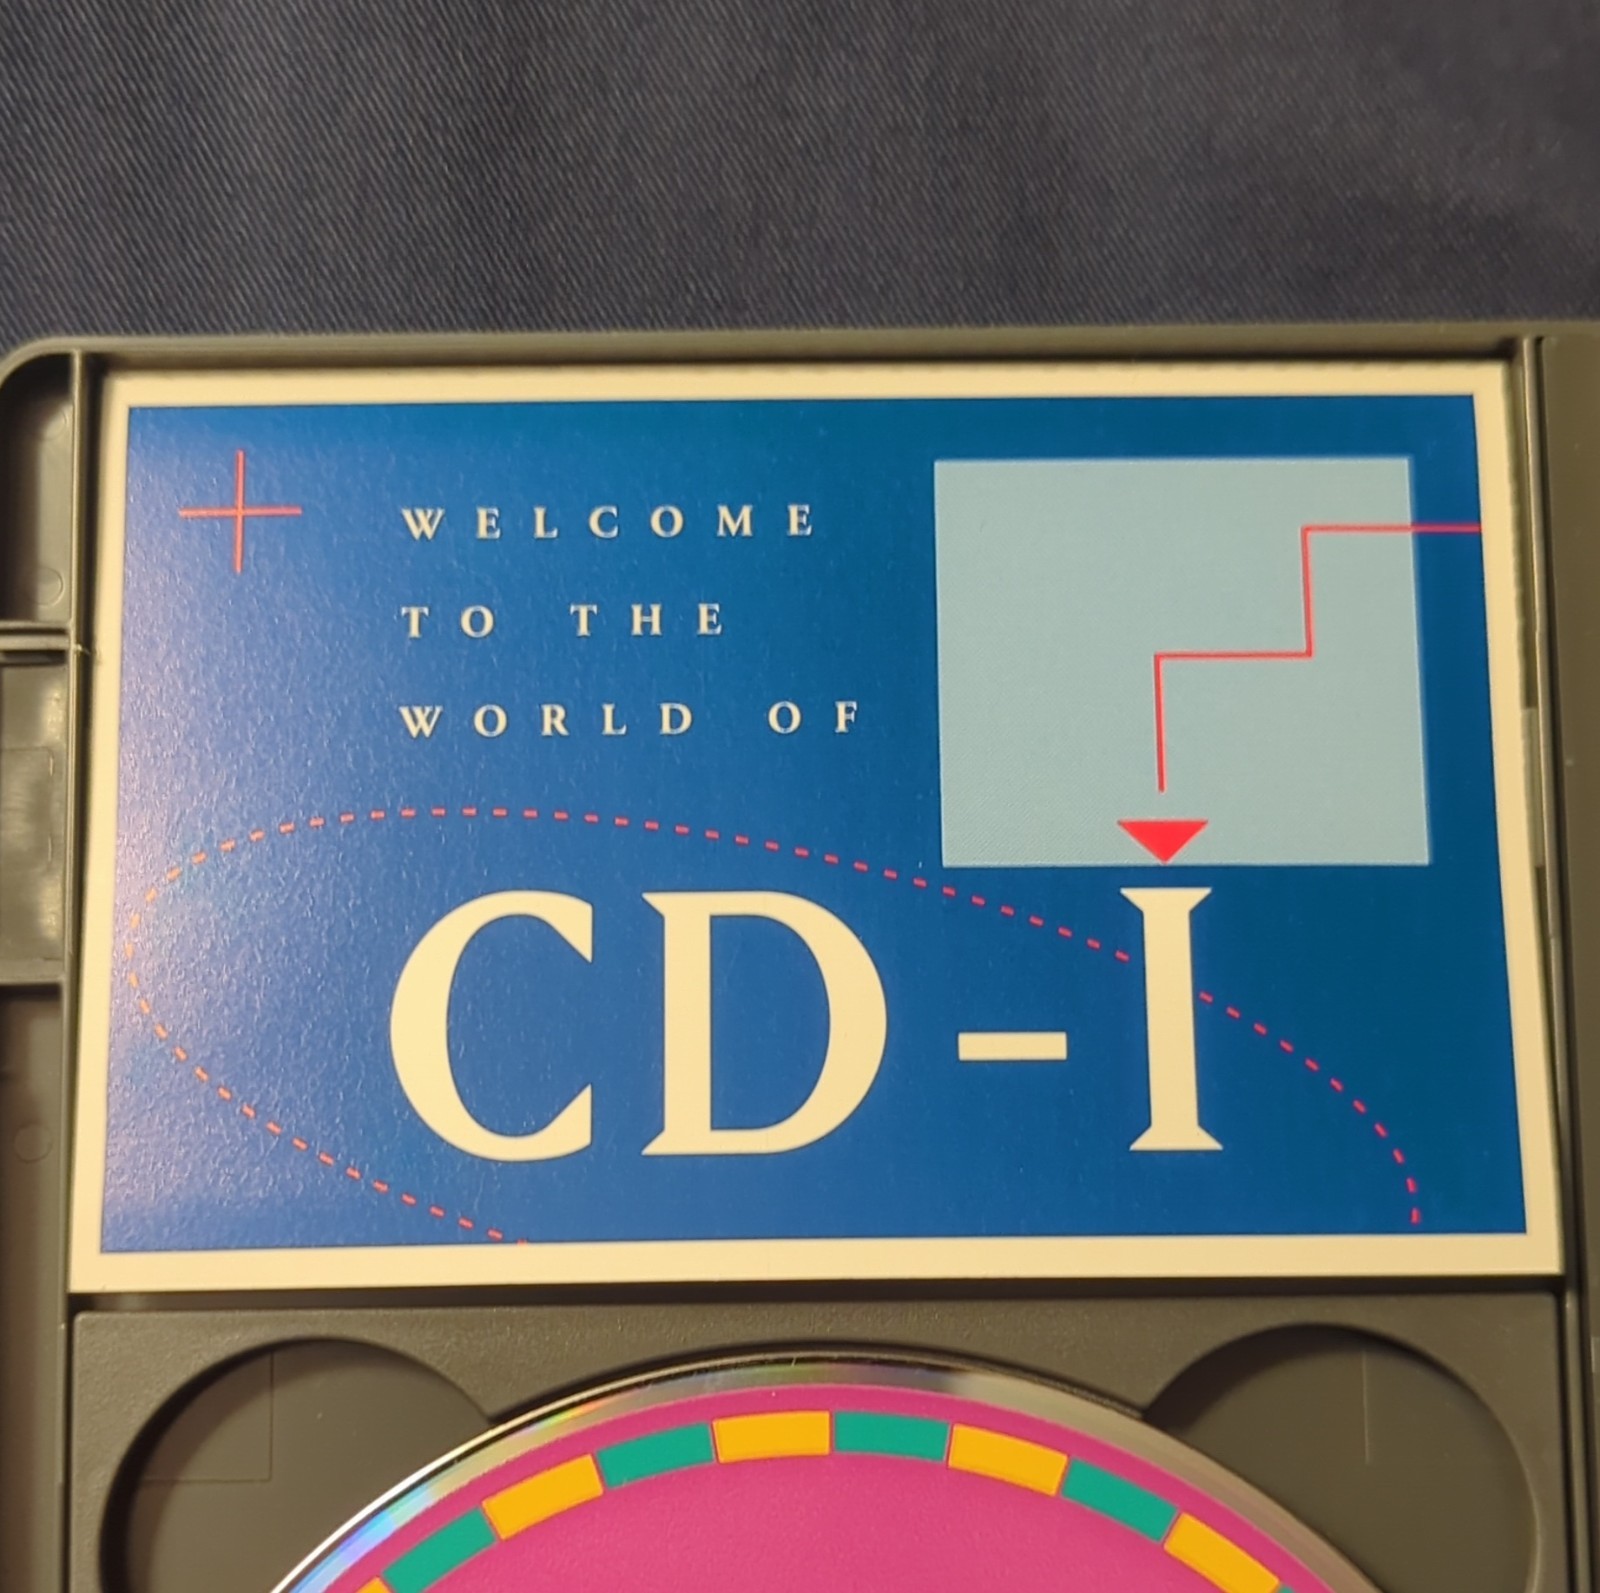 WELCOME
TO THE
WORLD OF
CD-I